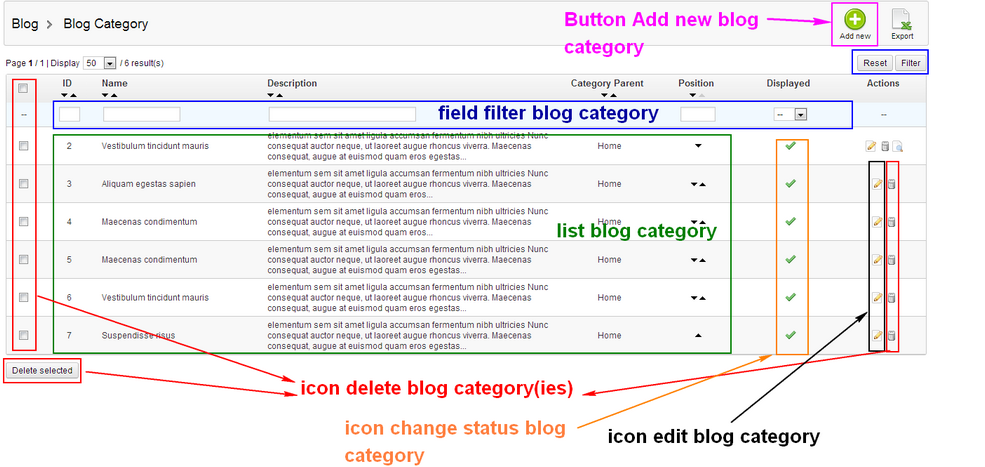 Blog > Blog Category
Button Add new blog
category
Add new
Export
Page 1 / 1 | Display 50 / 6 result(s)
Reset Filter
ID Name Description Category Parent Position Displayed Actions
-- field filter blog category -- --
2 Vestibulum tincidunt mauris elementum sem sit amet ligula accumsan fermentum nibh ultricies Nunc
consequat auctor neque, ut laoreet augue rhoncus viverra. Maecenas
consequat, augue at euismod quam eros egestas... Home
3 Aliquam egestas sapien elementum sem sit amet ligula accumsan fermentum nibh ultricies Nunc
consequat auctor neque, ut laoreet augue rhoncus viverra. Maecenas
consequat, augue at euismod quam eros... Home
4 Maecenas condimentum elementum sem sit amet ligula accumsan fermentum nibh ultricies Nunc
consequat auctor neque, ut laoreet augue rhoncus viverra. Maecenas
consequat, augue at euismod quam eros... Home
list blog category
5 Maecenas condimentum elementum sem sit amet ligula accumsan fermentum nibh ultricies Nunc
consequat auctor neque, ut laoreet augue rhoncus viverra. Maecenas
consequat, augue at euismod quam eros egestas... Home
6 Vestibulum tincidunt mauris elementum sem sit amet ligula accumsan fermentum nibh ultricies Nunc
consequat auctor neque, ut laoreet augue rhoncus viverra. Maecenas
consequat, augue at euismod quam eros egestas... Home
7 Suspendisse risus elementum sem sit amet ligula accumsan fermentum nibh ultricies Nunc
consequat auctor neque, ut laoreet augue rhoncus viverra. Maecenas
consequat, augue at euismod quam eros egestas... Home
Delete selected
icon delete blog category(ies)
icon change status blog
category
icon edit blog category